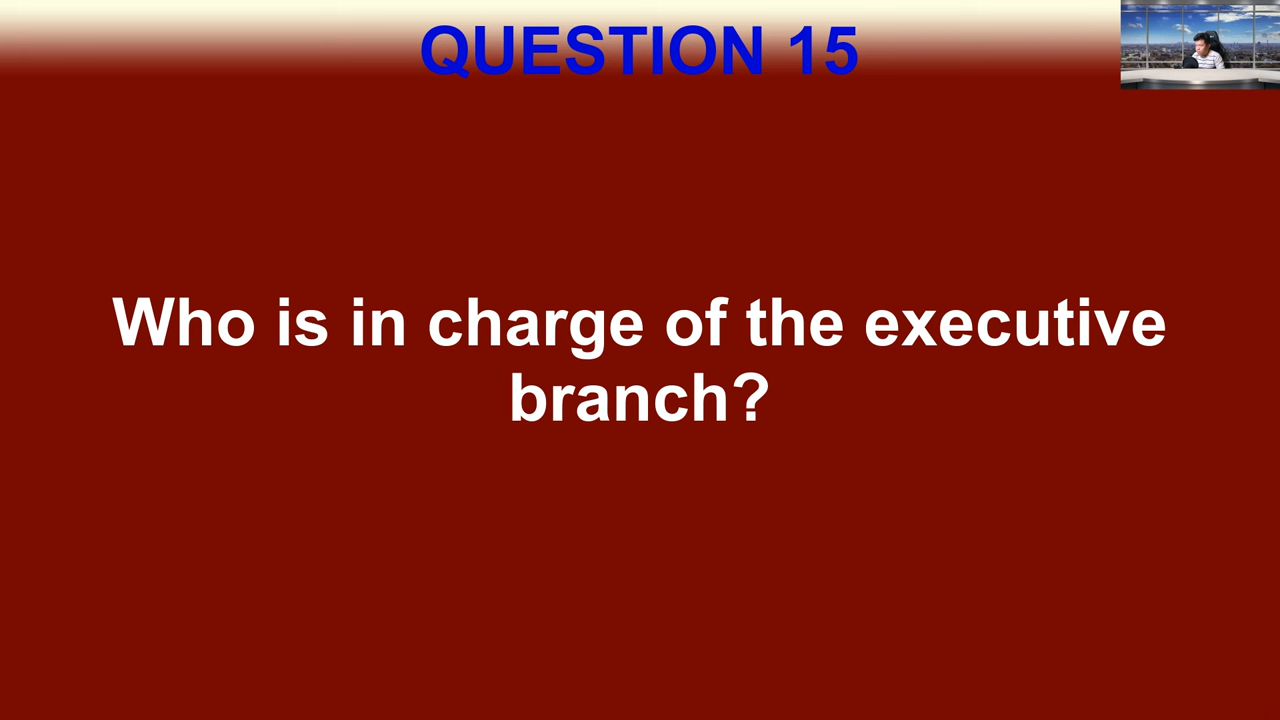 QUESTION 15
Who is in charge of the executive
branch?